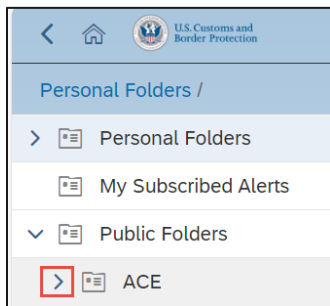 U.S. Customs and
Border Protection
Personal Folders /
Personal Folders
My Subscribed Alerts
Public Folders
ACE